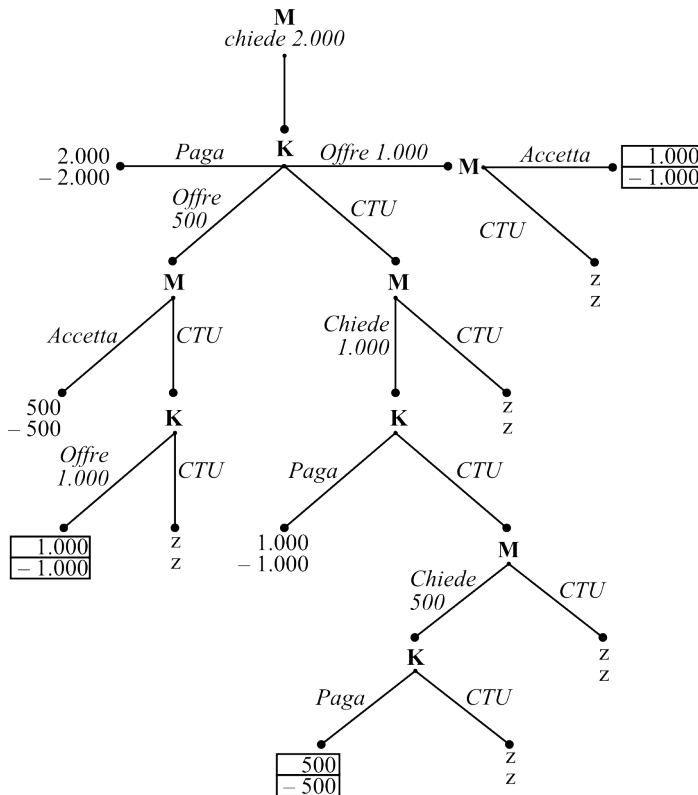 M
chiede 2.000
K
2.000
– 2.000
Paga
Offre 1.000
M
Accetta
1.000
– 1.000
Offre
500
CTU
CTU
z
z
M
M
Accetta
CTU
Chiede
1.000
CTU
500
– 500
K
K
z
z
Offre
1.000
CTU
Paga
CTU
1.000
– 1.000
z
z
1.000
– 1.000
M
Chiede
500
CTU
K
z
z
Paga
CTU
500
– 500
z
z